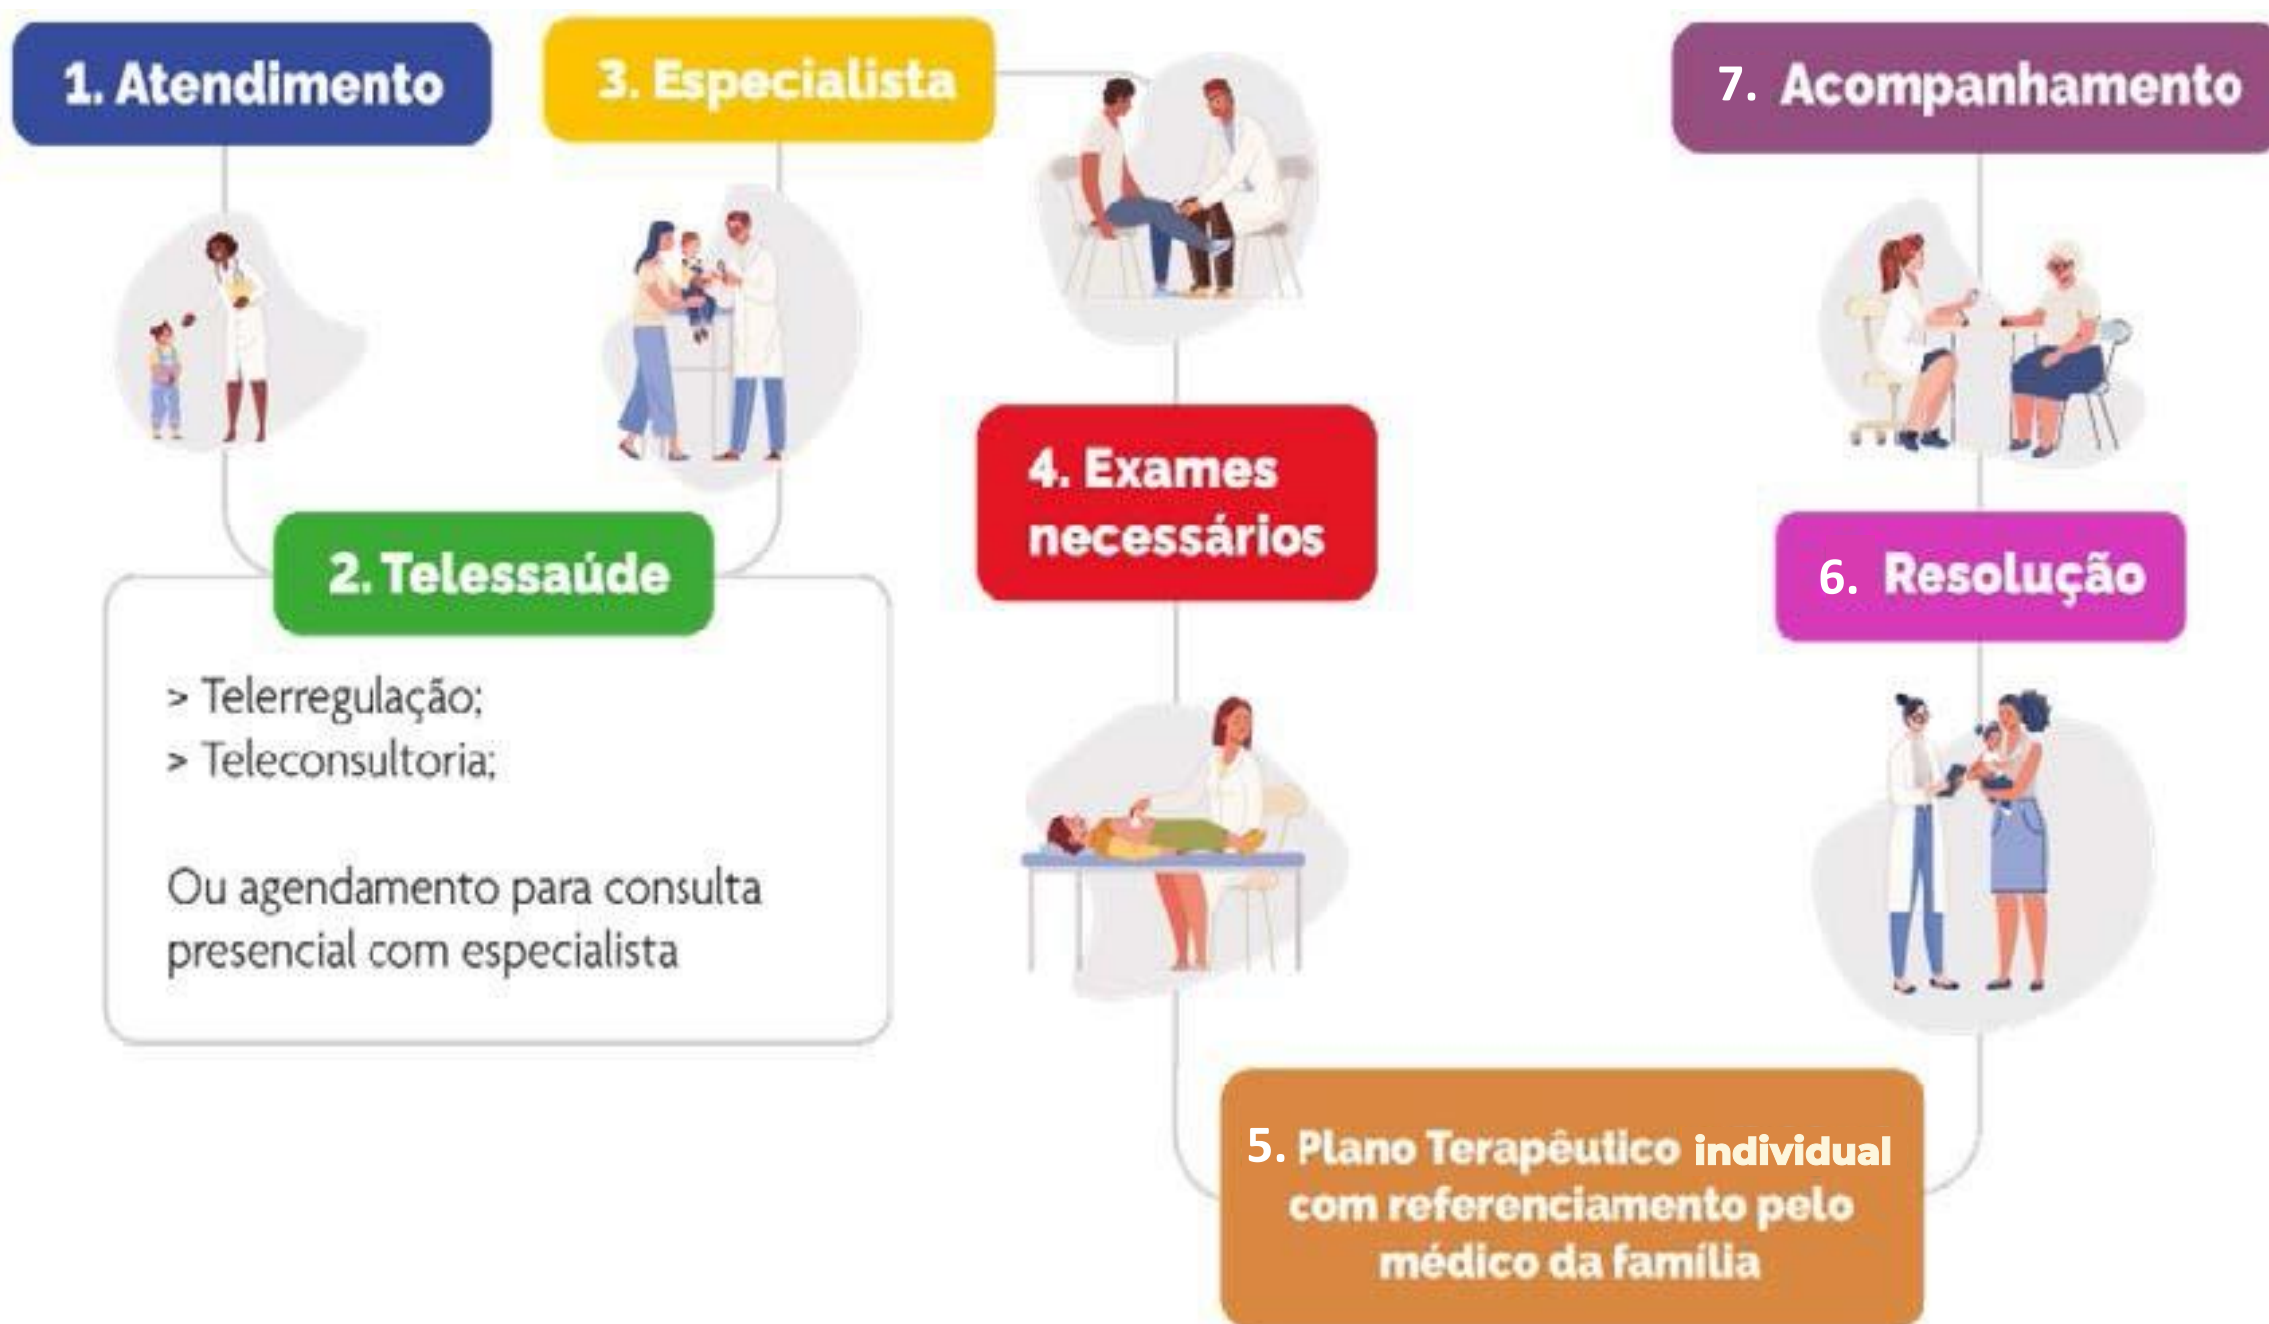 1. Atendimento
2. Telessaúde
> Telerregulação;
> Teleconsultoria;
Ou agendamento para consulta
presencial com especialista
3. Especialista
4. Exames
necessários
5. Plano Terapêutico individual
com referenciamento pelo
médico da família
6. Resolução
7. Acompanhamento